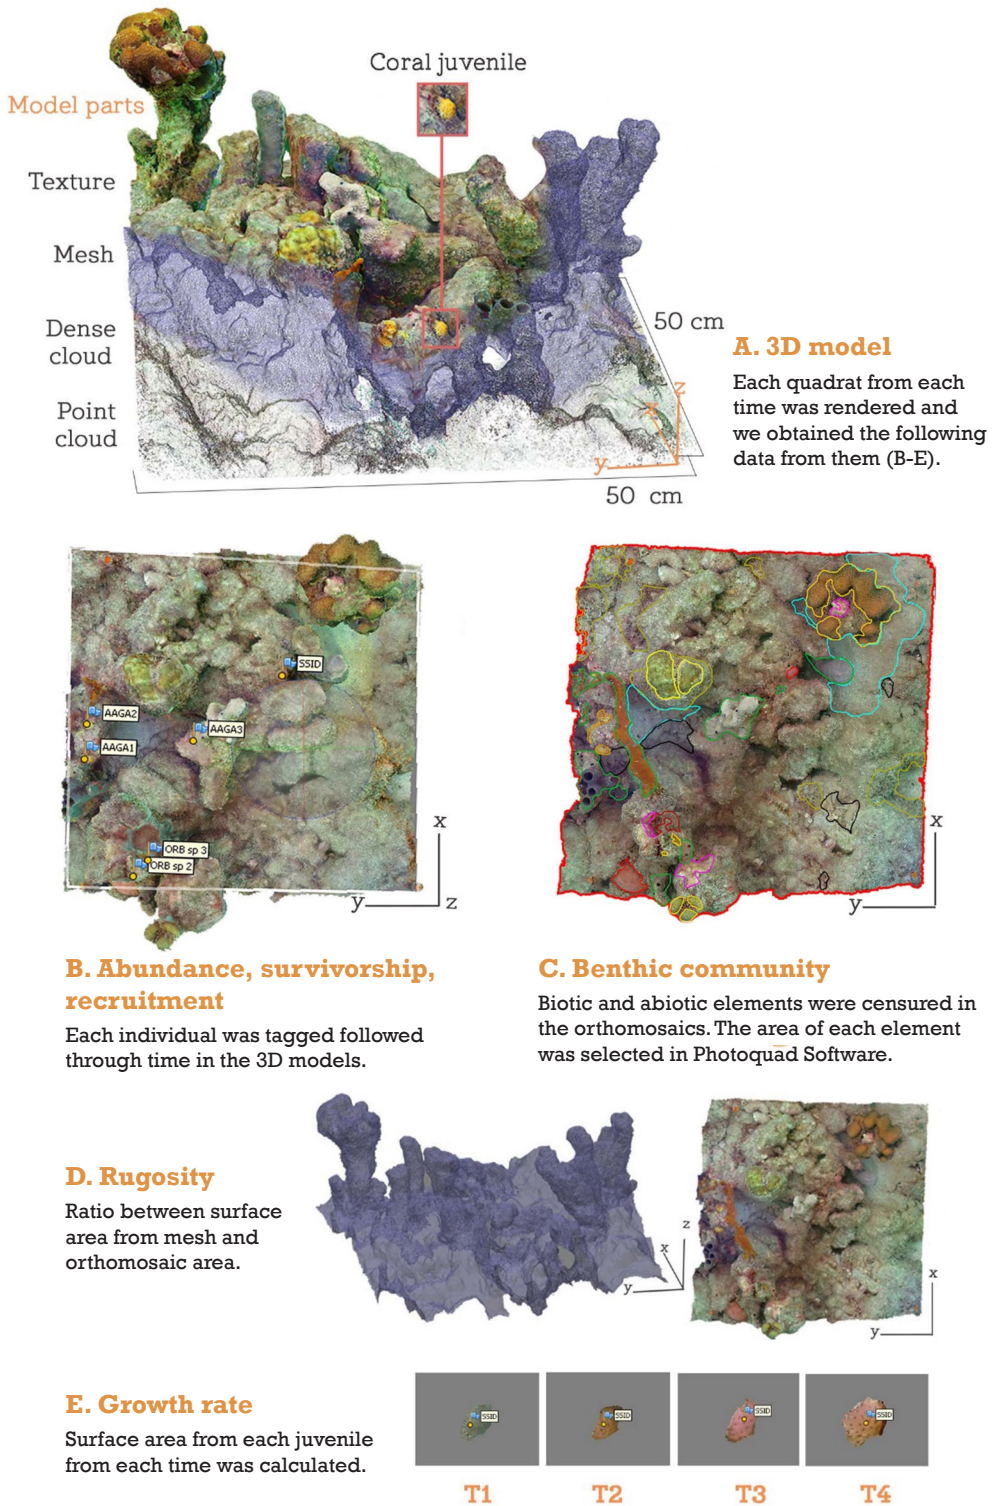 Coral juvenile
Model parts
Texture
Mesh
Dense
cloud
Point
cloud
50 cm
50 cm
z
x
y
A. 3D model
Each quadrat from each
time was rendered and
we obtained the following
data from them (B-E).
SSID
AAGA2
AAGA3
AAGA1
ORB sp 3
ORB sp 2
x
y
z
x
y
B. Abundance, survivorship,
recruitment
Each individual was tagged followed
through time in the 3D models.
C. Benthic community
Biotic and abiotic elements were censured in
the orthomosaics. The area of each element
was selected in Photoquad Software.
D. Rugosity
Ratio between surface
area from mesh and
orthomosaic area.
z
x
y
x
y
E. Growth rate
Surface area from each juvenile
from each time was calculated.
SSID
SSID
SSID
SSID
T1
T2
T3
T4